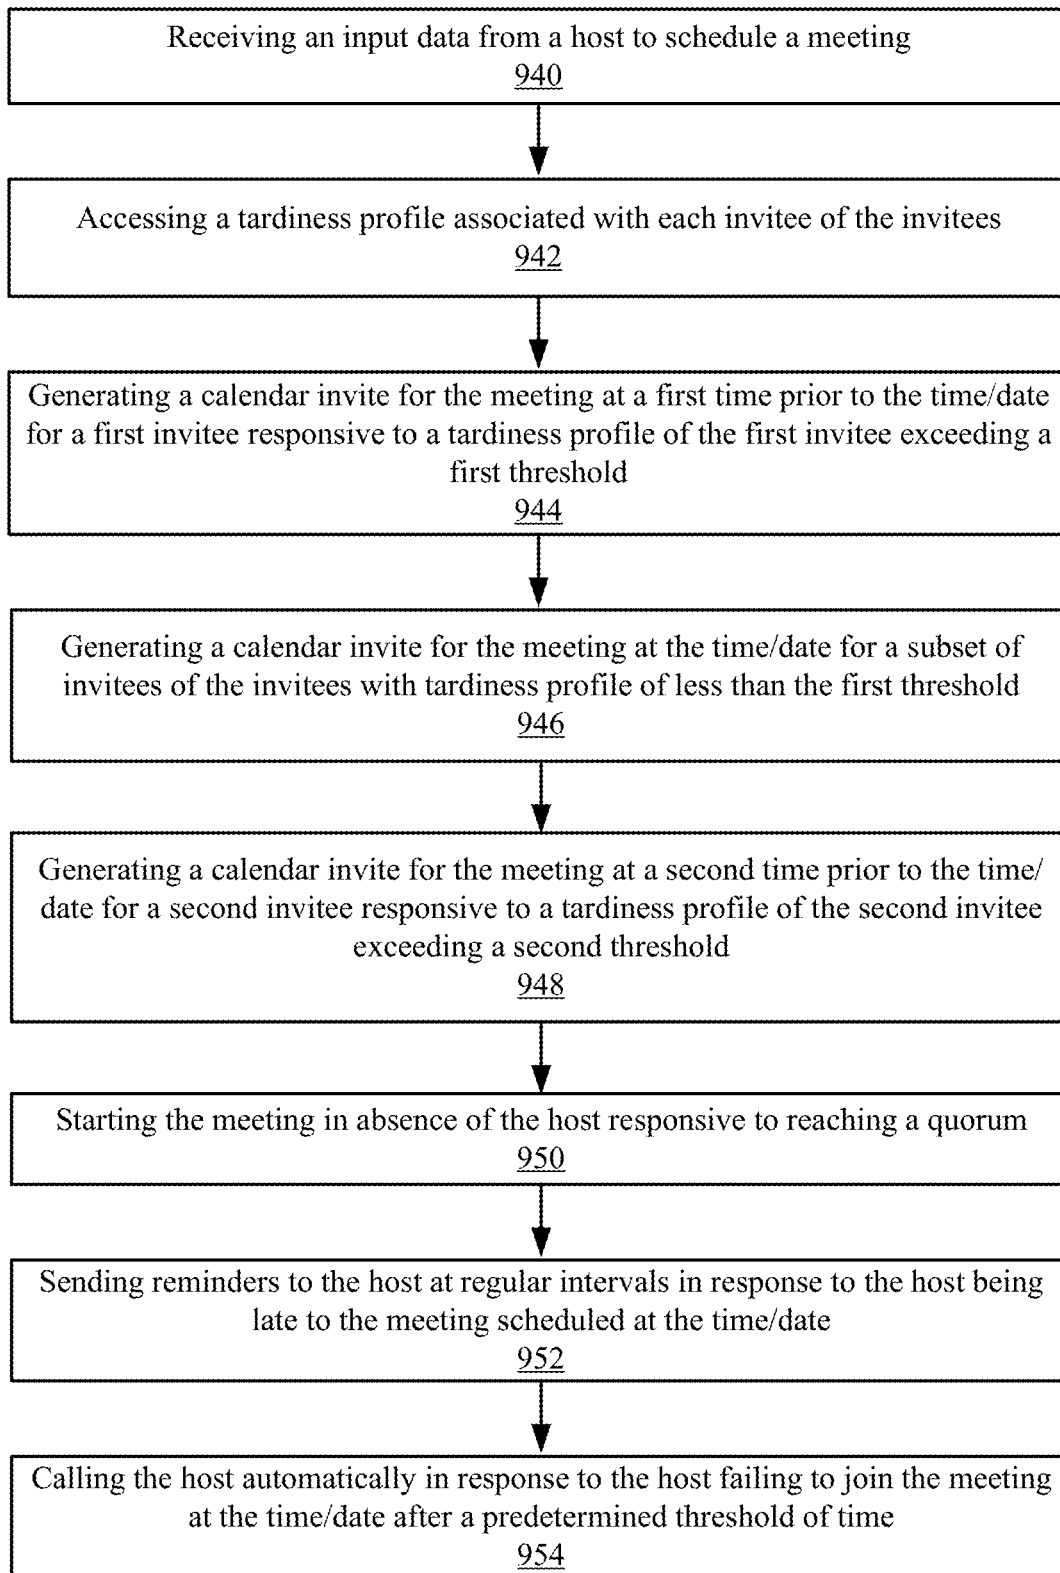 Receiving an input data from a host to schedule a meeting
940
Accessing a tardiness profile associated with each invitee of the invitees
942
Generating a calendar invite for the meeting at a first time prior to the time/date
for a first invitee responsive to a tardiness profile of the first invitee exceeding a
first threshold
944
Generating a calendar invite for the meeting at the time/date for a subset of
invitees of the invitees with tardiness profile of less than the first threshold
946
Generating a calendar invite for the meeting at a second time prior to the time/
date for a second invitee responsive to a tardiness profile of the second invitee
exceeding a second threshold
948
Starting the meeting in absence of the host responsive to reaching a quorum
950
Sending reminders to the host at regular intervals in response to the host being
late to the meeting scheduled at the time/date
952
Calling the host automatically in response to the host failing to join the meeting
at the time/date after a predetermined threshold of time
954